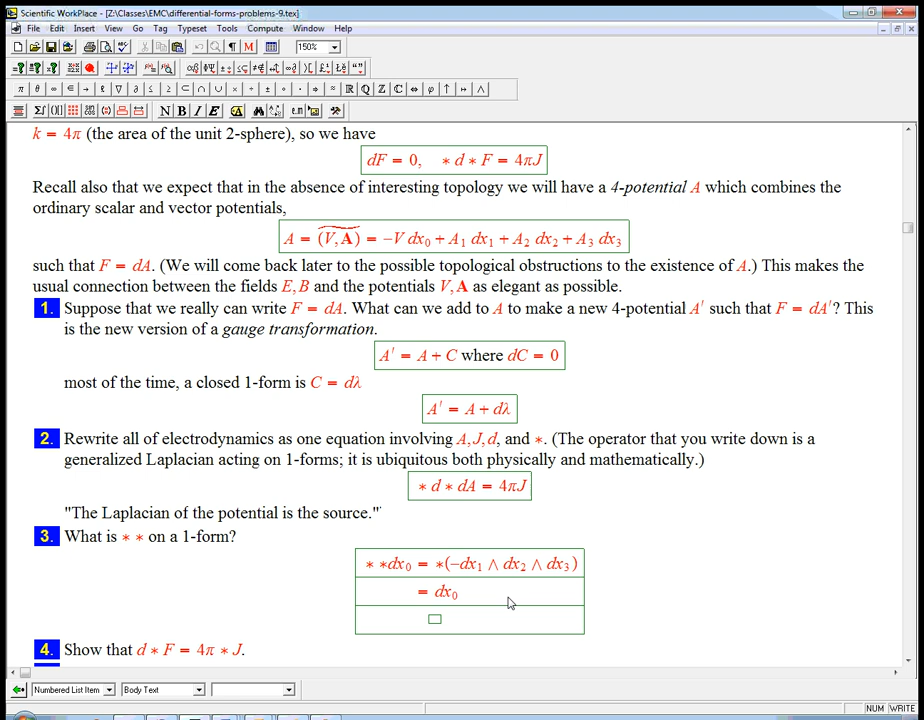 Scientific WorkPlace - [Z:\Classes\EMC\differential-forms-problems-9.tex]
File Edit Insert View Go Tag Typeset Tools Compute Window Help
150%
N B I E
k = 4π (the area of the unit 2-sphere), so we have
dF = 0, * d * F = 4πJ
Recall also that we expect that in the absence of interesting topology we will have a 4-potential A which combines the
ordinary scalar and vector potentials,
A = (V, A) = −V dx₀ + A₁ dx₁ + A₂ dx₂ + A₃ dx₃
such that F = dA. (We will come back later to the possible topological obstructions to the existence of A.) This makes the
usual connection between the fields E, B and the potentials V, A as elegant as possible.
1. Suppose that we really can write F = dA. What can we add to A to make a new 4-potential A′ such that F = dA′? This
is the new version of a gauge transformation.
A′ = A + C where dC = 0
most of the time, a closed 1-form is C = dλ
A′ = A + dλ
2. Rewrite all of electrodynamics as one equation involving A, J, d, and *. (The operator that you write down is a
generalized Laplacian acting on 1-forms; it is ubiquitous both physically and mathematically.)
* d * dA = 4πJ
"The Laplacian of the potential is the source."
3. What is * * on a 1-form?
* *dx₀ = *(−dx₁ ∧ dx₂ ∧ dx₃)
= dx₀
4. Show that d * F = 4π * J.
Numbered List Item Body Text
NUM WRITE